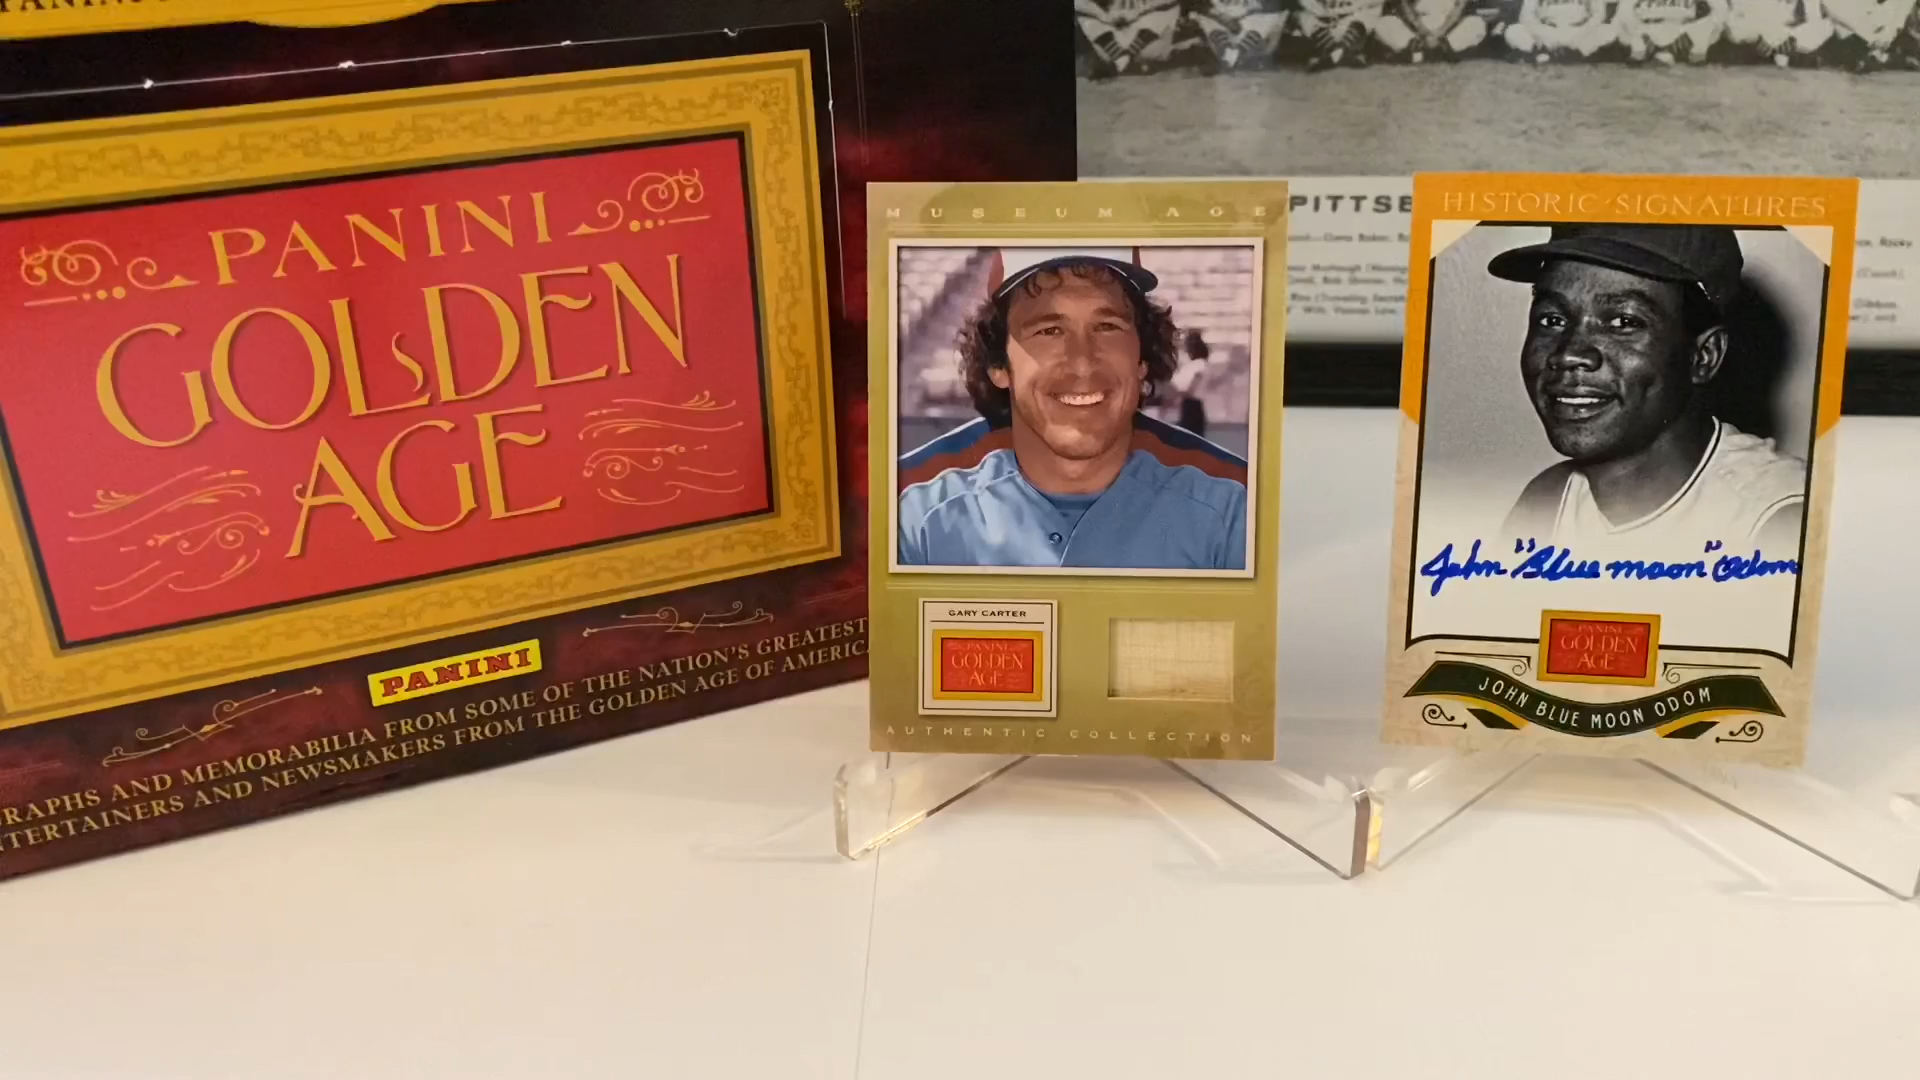 PANINI
GOLDEN
AGE
PANINI
RAPHS AND MEMORABILIA FROM SOME OF THE NATION'S GREATEST
TERTAINERS AND NEWSMAKERS FROM THE GOLDEN AGE OF AMERICA
MUSEUM AGE
GARY CARTER
PANINI
GOLDEN
AGE
AUTHENTIC COLLECTION
PITTSB
HISTORIC SIGNATURES
John "Blue moon" Odom
PANINI
GOLDEN
AGE
JOHN BLUE MOON ODOM